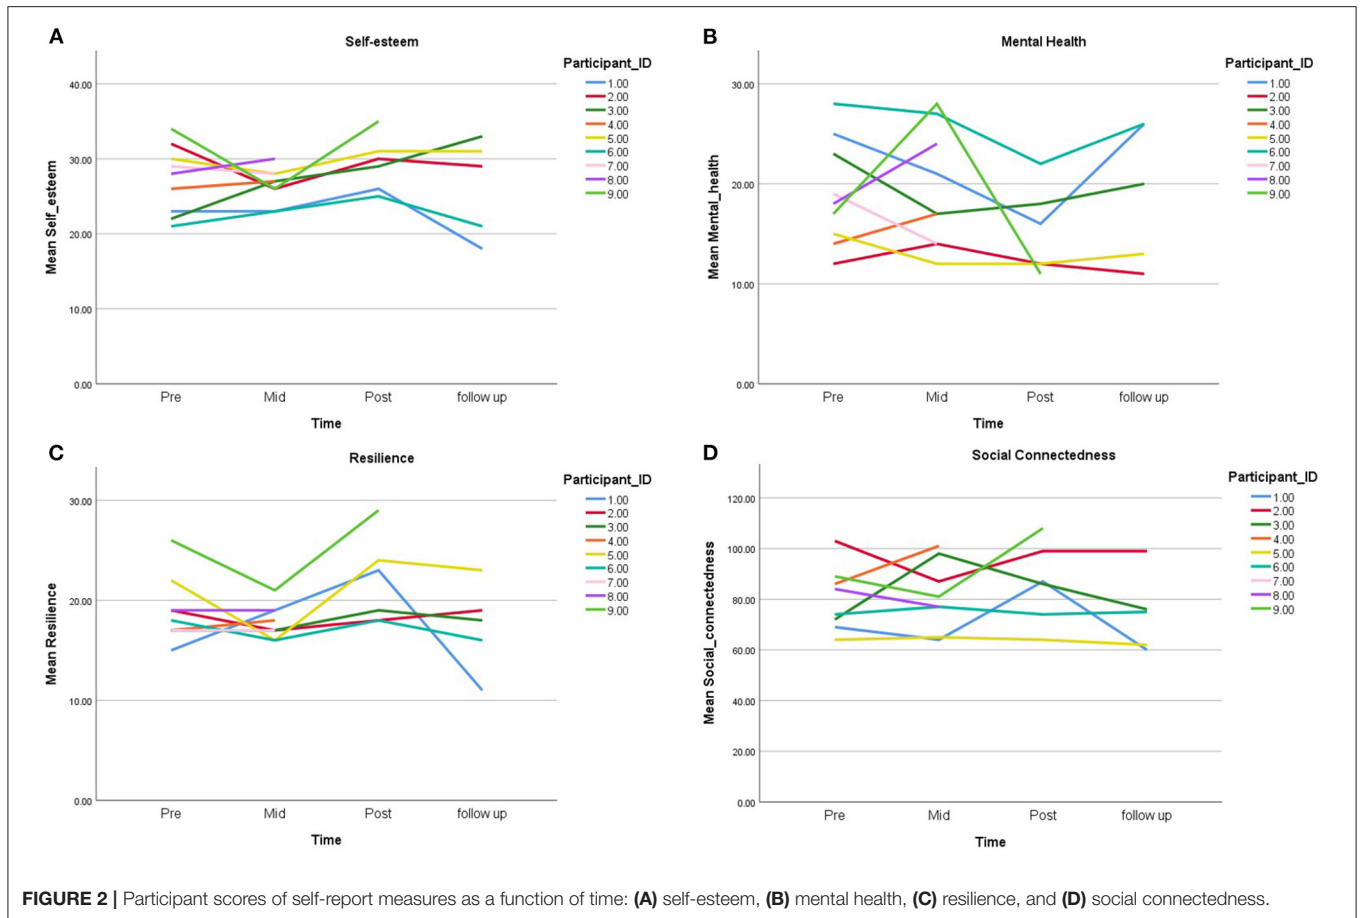 A
Self-esteem
Participant_ID
1.00
2.00
3.00
4.00
5.00
6.00
7.00
8.00
9.00
Mean Self_esteem
40.00
30.00
20.00
10.00
0.00
Pre Mid Post follow up
Time
B
Mental Health
Participant_ID
1.00
2.00
3.00
4.00
5.00
6.00
7.00
8.00
9.00
Mean Mental_health
30.00
20.00
10.00
0.00
Pre Mid Post follow up
Time
C
Resilience
Participant_ID
1.00
2.00
3.00
4.00
5.00
6.00
7.00
8.00
9.00
Mean Resilience
30.00
20.00
10.00
0.00
Pre Mid Post follow up
Time
D
Social Connectedness
Participant_ID
1.00
2.00
3.00
4.00
5.00
6.00
7.00
8.00
9.00
Mean Social_connectedness
120.00
100.00
80.00
60.00
40.00
20.00
0.00
Pre Mid Post follow up
Time
FIGURE 2 | Participant scores of self-report measures as a function of time: (A) self-esteem, (B) mental health, (C) resilience, and (D) social connectedness.